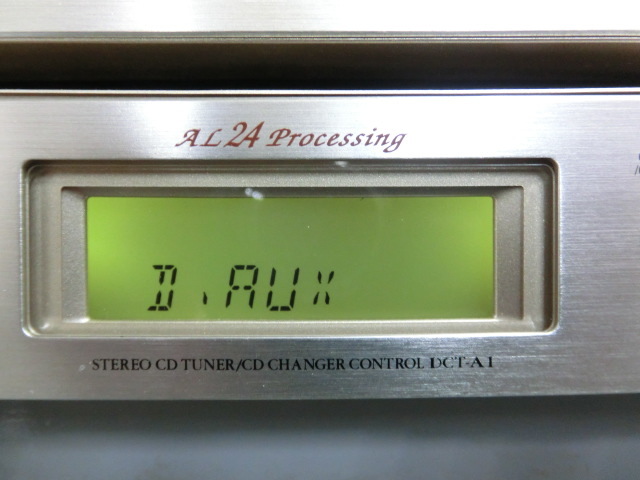 AL24 Processing
D.AUX
STEREO CD TUNER/CD CHANGER CONTROL DCT-A1